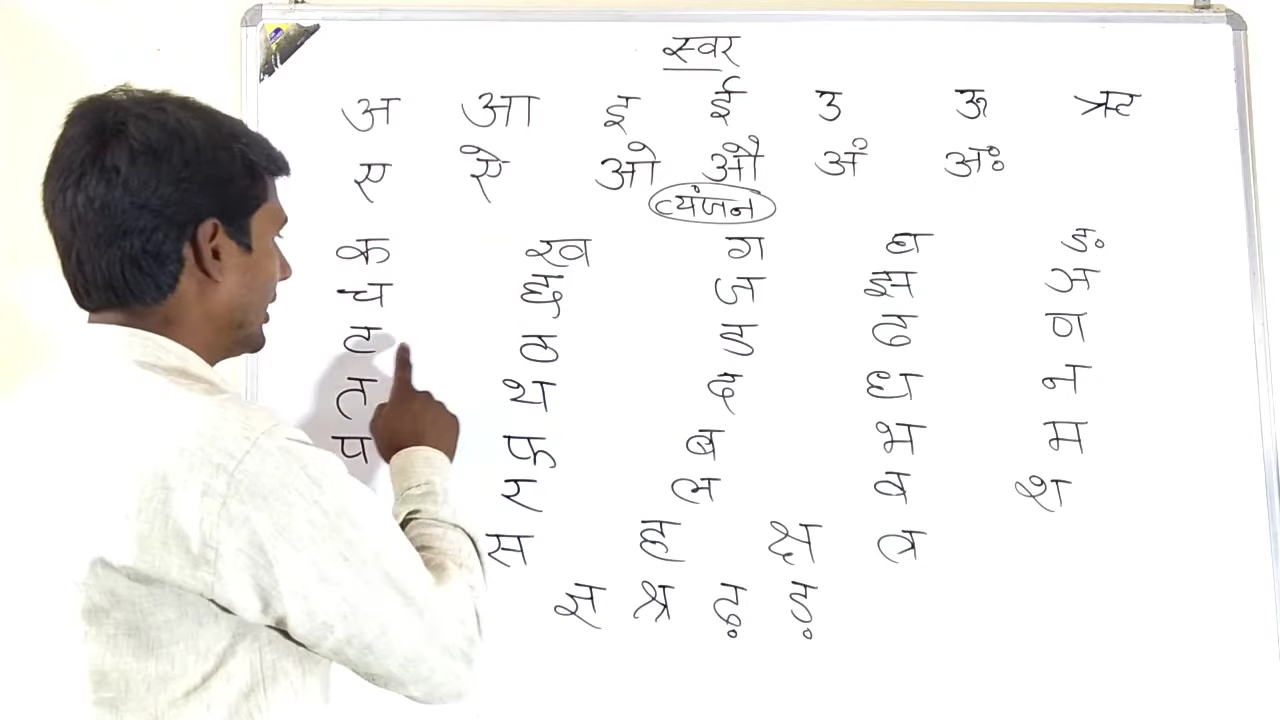 स्वर
अ आ इ ई उ ऊ ऋ
ए ऐ ओ औ अं अः
व्यंजन
क ख ग घ ङ
च छ ज झ ञ
ट ठ ड ढ ण
त थ द ध न
प फ ब भ म
र ल व श
स ह क्ष त्र
ज्ञ श्र ढ़ ड़